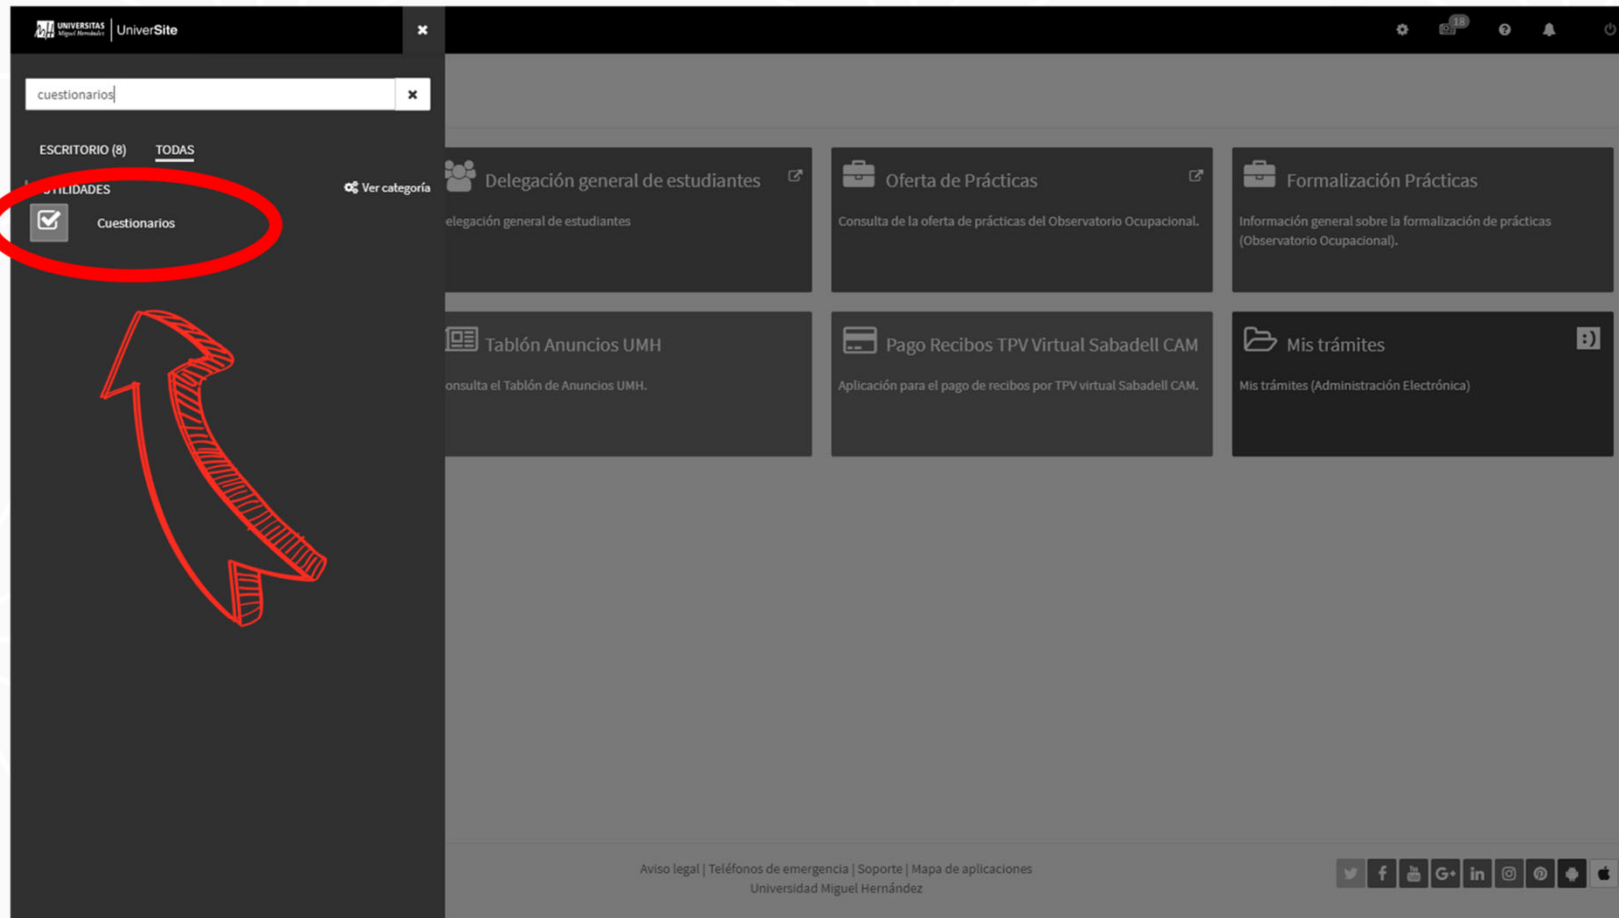 UNIVERSITAS
Miguel Hernández
UniverSite
18
cuestionarios
ESCRITORIO (8) TODAS
UTILIDADES
Ver categoría
Cuestionarios
Delegación general de estudiantes
elegación general de estudiantes
Oferta de Prácticas
Consulta de la oferta de prácticas del Observatorio Ocupacional.
Formalización Prácticas
Información general sobre la formalización de prácticas
(Observatorio Ocupacional).
Tablón Anuncios UMH
onsulta el Tablón de Anuncios UMH.
Pago Recibos TPV Virtual Sabadell CAM
Aplicación para el pago de recibos por TPV virtual Sabadell CAM.
Mis trámites
:)
Mis trámites (Administración Electrónica)
Aviso legal | Teléfonos de emergencia | Soporte | Mapa de aplicaciones
Universidad Miguel Hernández